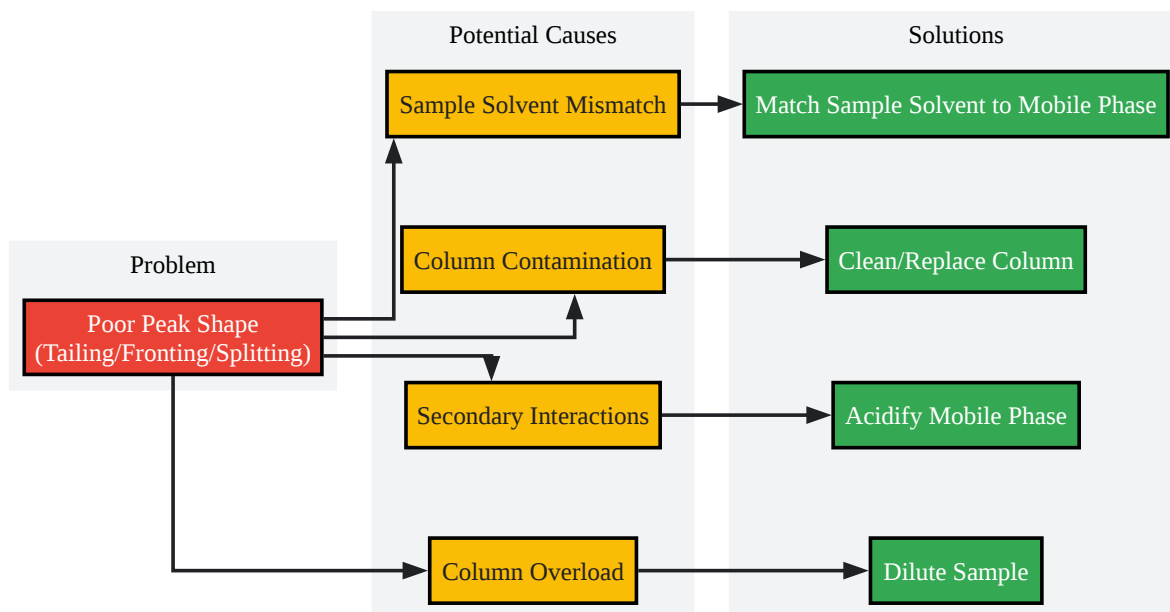 Potential Causes
Solutions
Sample Solvent Mismatch
Match Sample Solvent to Mobile Phase
Column Contamination
Clean/Replace Column
Problem
Poor Peak Shape
(Tailing/Fronting/Splitting)
Secondary Interactions
Acidify Mobile Phase
Column Overload
Dilute Sample